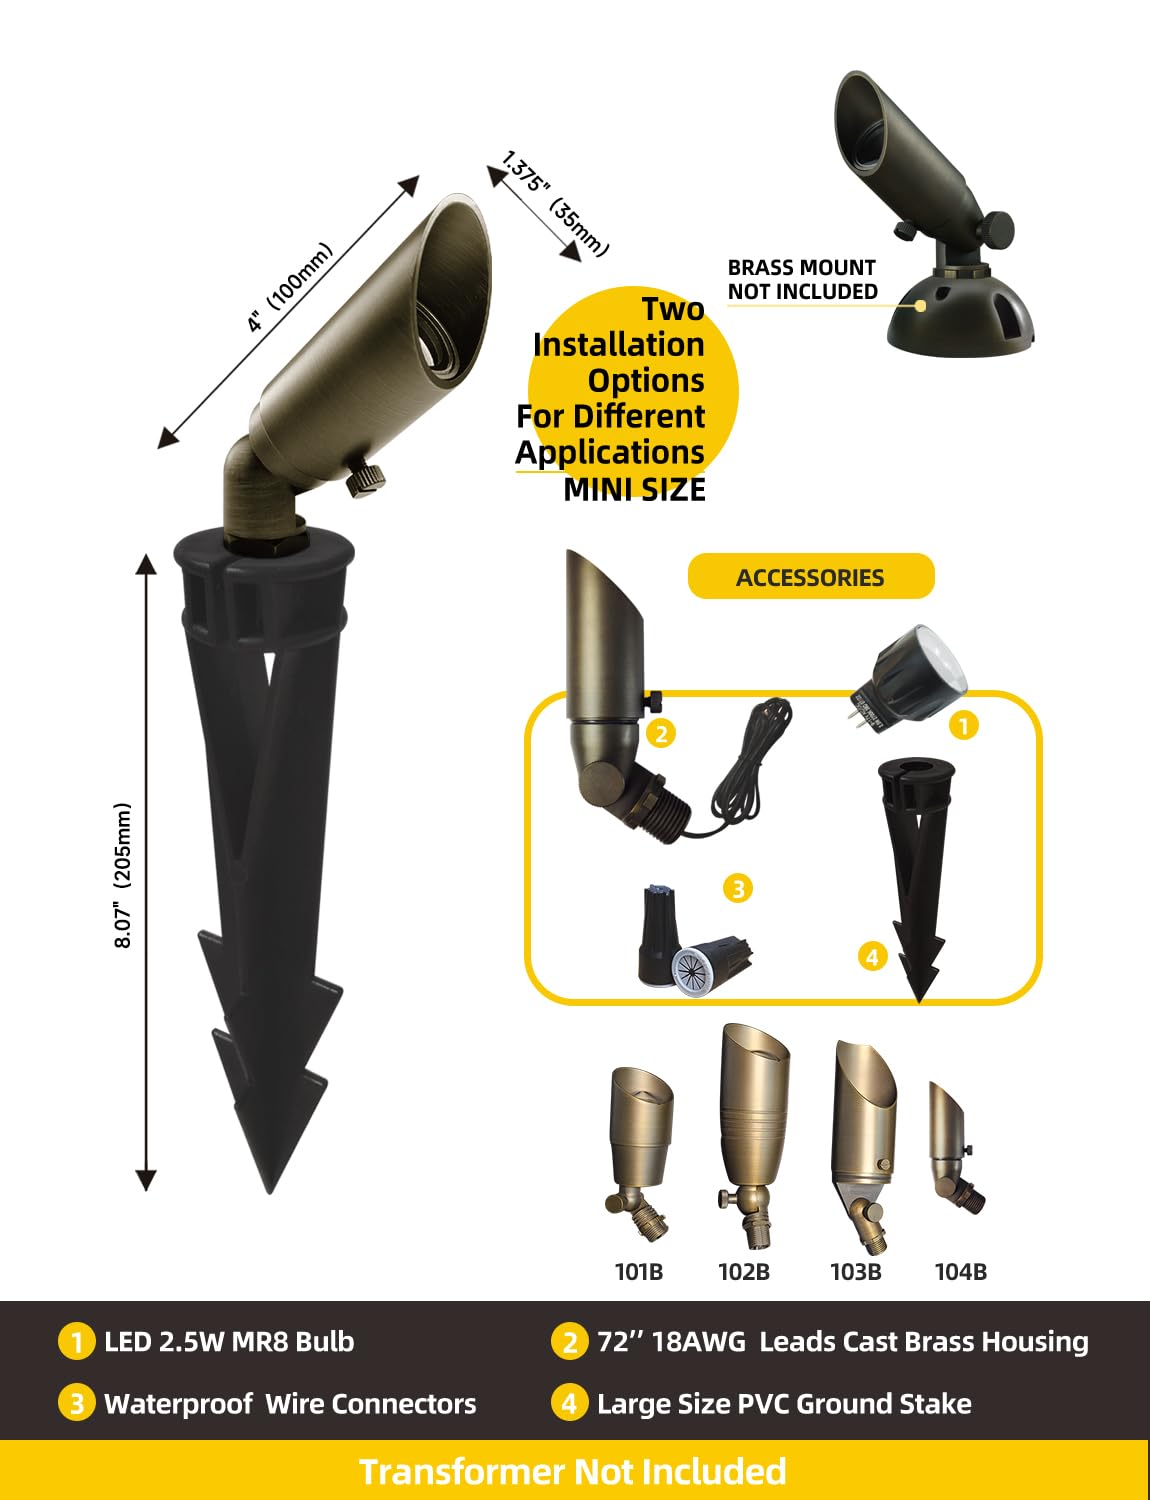 1.375" (35mm)
4" (100mm)
BRASS MOUNT
NOT INCLUDED
Two
Installation
Options
For Different
Applications
MINI SIZE
ACCESSORIES
1
2
8.07" (205mm)
3
4
101B
102B
103B
104B
1 LED 2.5W MR8 Bulb
2 72'' 18AWG Leads Cast Brass Housing
3 Waterproof Wire Connectors
4 Large Size PVC Ground Stake
Transformer Not Included